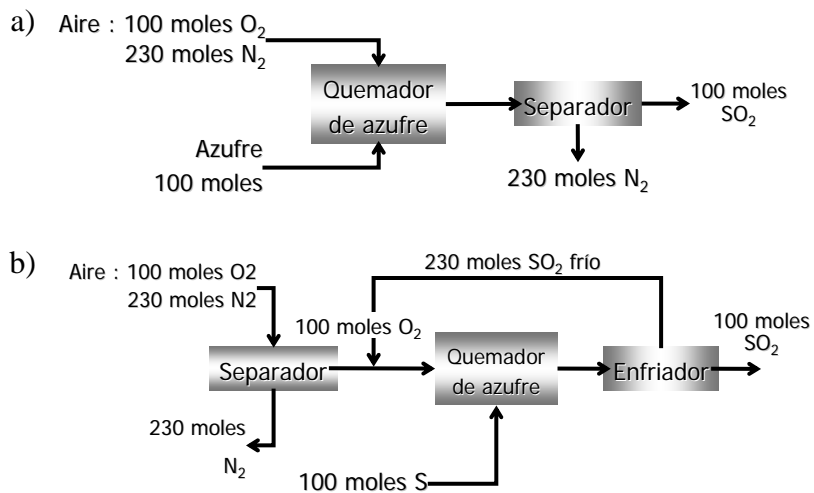 a)
Aire : 100 moles O₂
230 moles N₂
Quemador
de azufre
Separador
100 moles
SO₂
Azufre
100 moles
230 moles N₂
b)
Aire : 100 moles O2
230 moles N2
230 moles SO₂ frío
100 moles O₂
100 moles
SO₂
Separador
Quemador
de azufre
Enfriador
230 moles
N₂
100 moles S